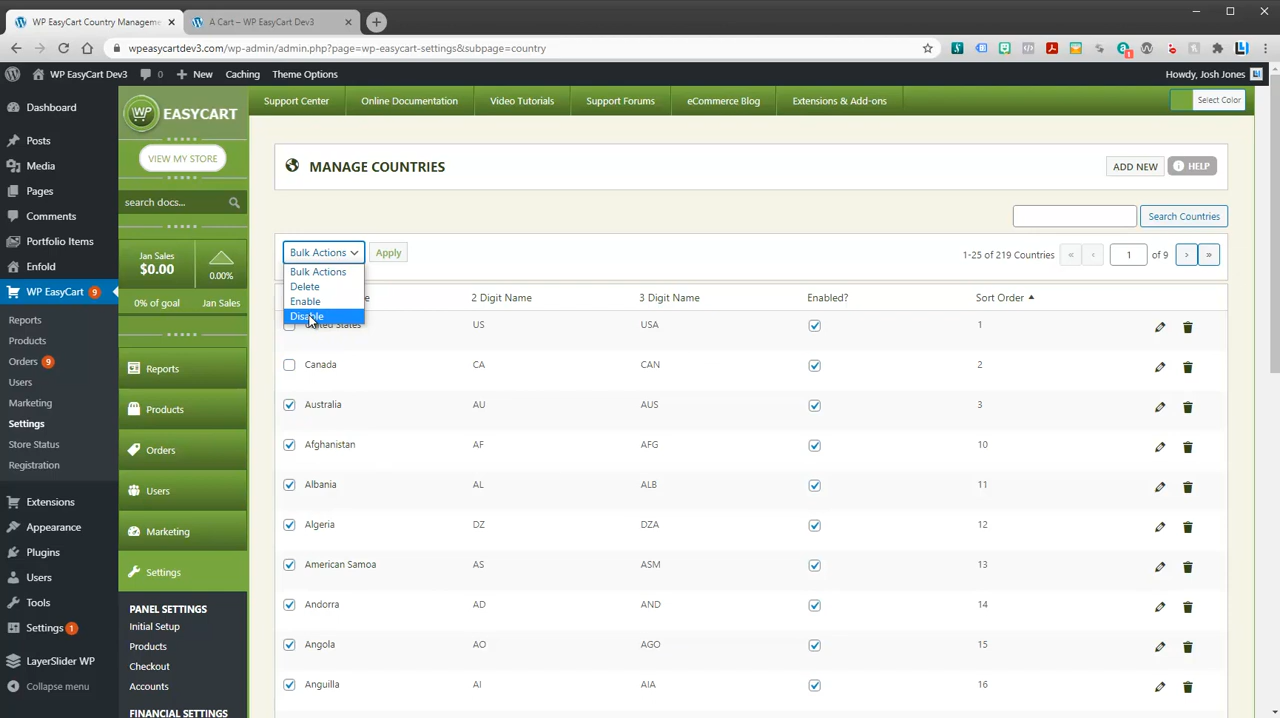 WP EasyCart Country Manageme
A Cart – WP EasyCart Dev3
wpeasycartdev3.com/wp-admin/admin.php?page=wp-easycart-settings&subpage=country
WP EasyCart Dev3
0
New
Caching
Theme Options
Howdy, Josh Jones
Dashboard
Posts
Media
Pages
Comments
Portfolio Items
Enfold
WP EasyCart 9
Reports
Products
Orders 9
Users
Marketing
Settings
Store Status
Registration
Extensions
Appearance
Plugins
Users
Tools
Settings 1
LayerSlider WP
Collapse menu
WP EASYCART
VIEW MY STORE
search docs...
Jan Sales
$0.00
0.00%
0% of goal
Jan Sales
Reports
Products
Orders
Users
Marketing
Settings
PANEL SETTINGS
Initial Setup
Products
Checkout
Accounts
FINANCIAL SETTINGS
Support Center
Online Documentation
Video Tutorials
Support Forums
eCommerce Blog
Extensions & Add-ons
Select Color
MANAGE COUNTRIES
ADD NEW
HELP
Search Countries
Bulk Actions
Apply
1-25 of 219 Countries
« ‹ 1 of 9 › »
Bulk Actions
Delete
Enable
Disable
2 Digit Name 3 Digit Name Enabled? Sort Order
United States US USA 1
Canada CA CAN 2
Australia AU AUS 3
Afghanistan AF AFG 10
Albania AL ALB 11
Algeria DZ DZA 12
American Samoa AS ASM 13
Andorra AD AND 14
Angola AO AGO 15
Anguilla AI AIA 16